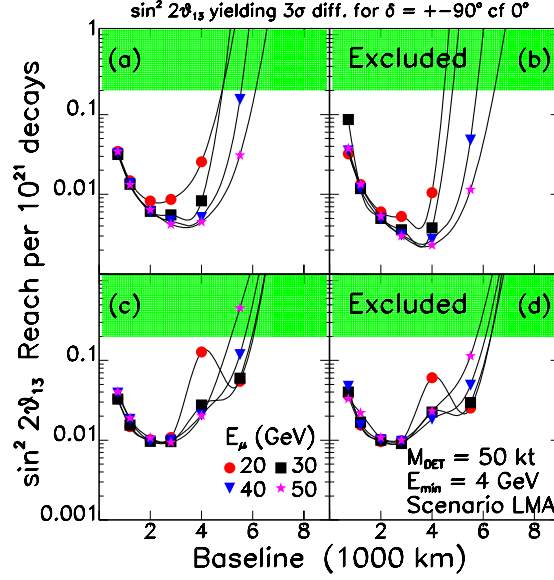 sin² 2ϑ₁₃ yielding 3σ diff. for δ = +−90° cf 0°
sin² 2ϑ₁₃ Reach per 10²¹ decays
1
(a)
Excluded
(b)
0.1
0.01
1
(c)
Excluded
(d)
0.1
0.01
0.001
E_μ (GeV)
20 30
40 50
M_DET = 50 kt
E_min = 4 GeV
Scenario LMA
0 2 4 6 8 0 2 4 6 8
Baseline (1000 km)